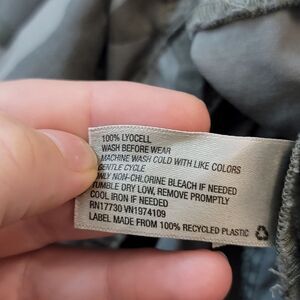 100% LYOCELL
WASH BEFORE WEAR
MACHINE WASH COLD WITH LIKE COLORS
GENTLE CYCLE
ONLY NON-CHLORINE BLEACH IF NEEDED
TUMBLE DRY LOW, REMOVE PROMPTLY
COOL IRON IF NEEDED
RN17730 VN1974109
LABEL MADE FROM 100% RECYCLED PLASTIC